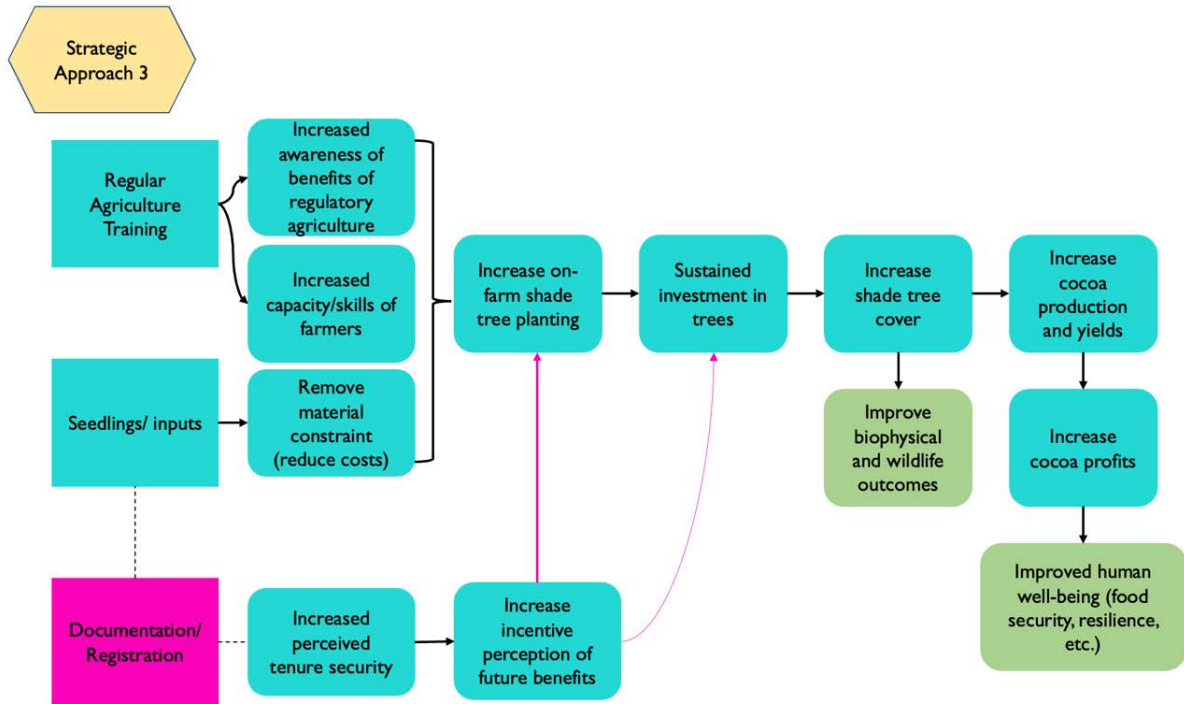 Strategic
Approach 3
Regular
Agriculture
Training
Increased
awareness of
benefits of
regulatory
agriculture
Increased
capacity/skills of
farmers
Seedlings/ inputs
Remove
material
constraint
(reduce costs)
Increase on-
farm shade
tree planting
Sustained
investment in
trees
Increase
shade tree
cover
Increase
cocoa
production
and yields
Improve
biophysical
and wildlife
outcomes
Increase
cocoa profits
Improved human
well-being (food
security, resilience,
etc.)
Documentation/
Registration
Increased
perceived
tenure security
Increase
incentive
perception of
future benefits